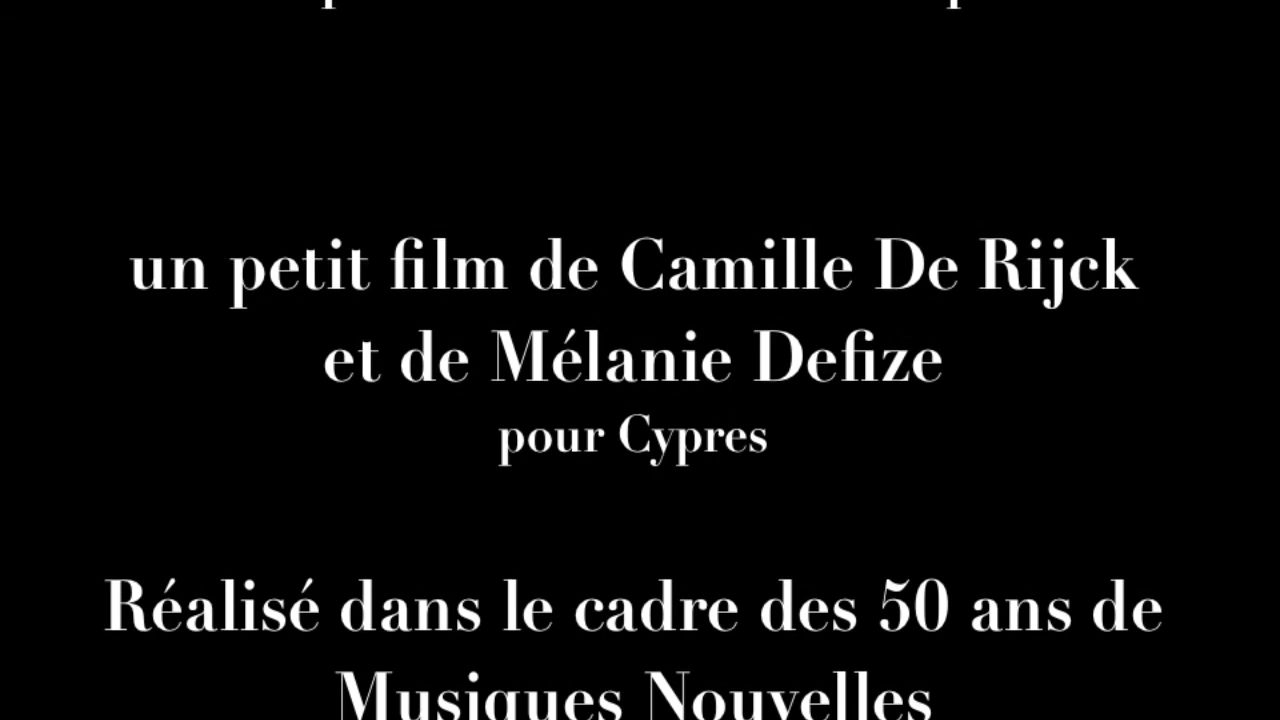 un petit film de Camille De Rijck
et de Mélanie Defize
pour Cypres
Réalisé dans le cadre des 50 ans de
Musiques Nouvelles